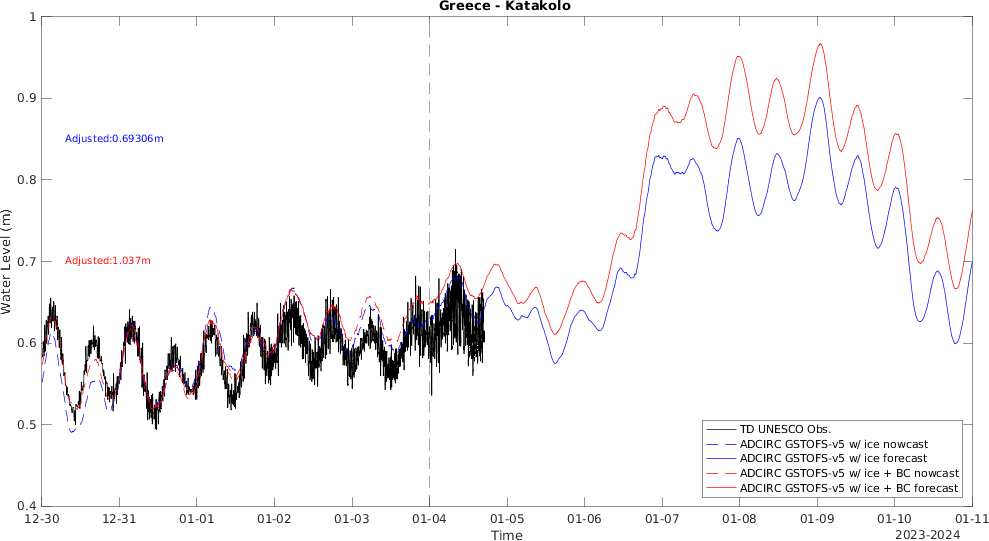 Greece - Katakolo
1
0.9
0.8
0.7
0.6
0.5
0.4
Water Level (m)
Adjusted:0.69306m
Adjusted:1.037m
TD UNESCO Obs.
ADCIRC GSTOFS-v5 w/ ice nowcast
ADCIRC GSTOFS-v5 w/ ice forecast
ADCIRC GSTOFS-v5 w/ ice + BC nowcast
ADCIRC GSTOFS-v5 w/ ice + BC forecast
12-30 12-31 01-01 01-02 01-03 01-04 01-05 01-06 01-07 01-08 01-09 01-10 01-11
Time
2023-2024